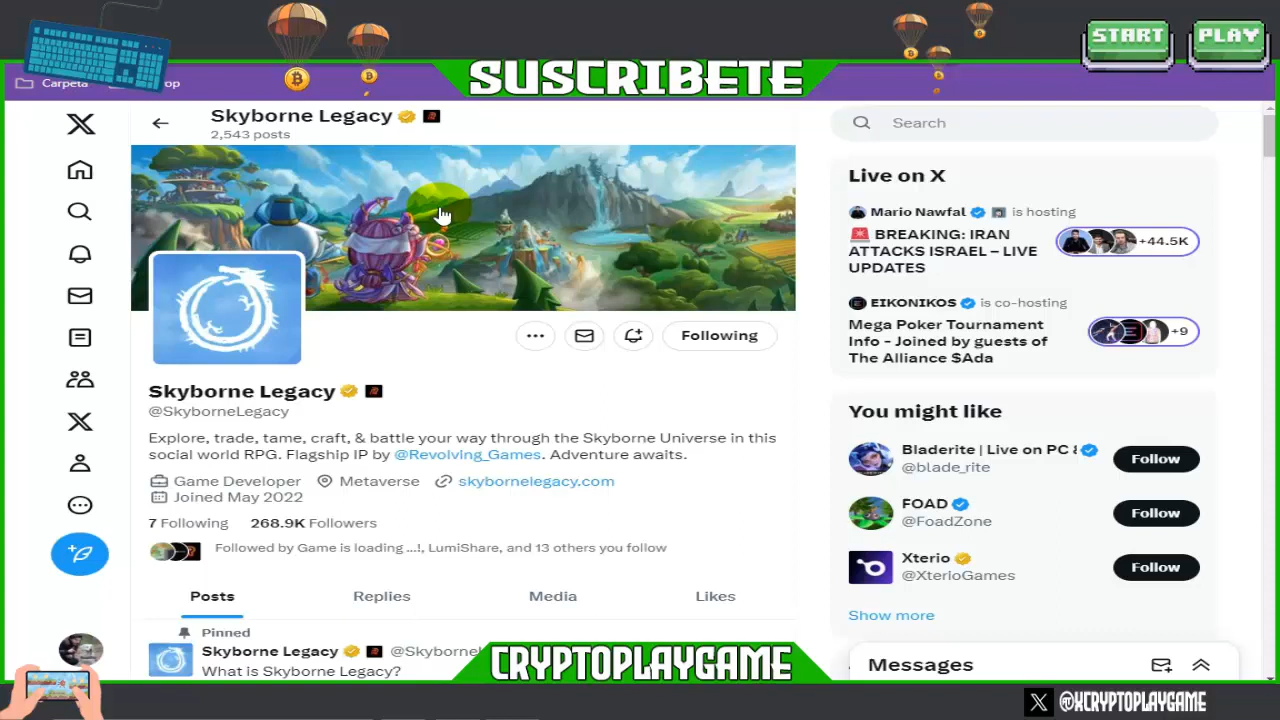 START
PLAY
Carpeta
op
SUSCRIBETE
Skyborne Legacy
2,543 posts
Following
Skyborne Legacy
@SkyborneLegacy
Explore, trade, tame, craft, & battle your way through the Skyborne Universe in this
social world RPG. Flagship IP by @Revolving_Games. Adventure awaits.
Game Developer Metaverse skybornelegacy.com
Joined May 2022
7 Following 268.9K Followers
Followed by Game is loading ...!, LumiShare, and 13 others you follow
Posts Replies Media Likes
Pinned
Skyborne Legacy @Skyborne
What is Skyborne Legacy?
Search
Live on X
Mario Nawfal is hosting
BREAKING: IRAN
ATTACKS ISRAEL – LIVE
UPDATES
+44.5K
EIKONIKOS is co-hosting
Mega Poker Tournament
Info - Joined by guests of
The Alliance $Ada
+9
You might like
Bladerite | Live on PC &
@blade_rite
Follow
FOAD
@FoadZone
Follow
Xterio
@XterioGames
Follow
Show more
Messages
CRYPTOPLAYGAME
X @XCRYPTOPLAYGAME